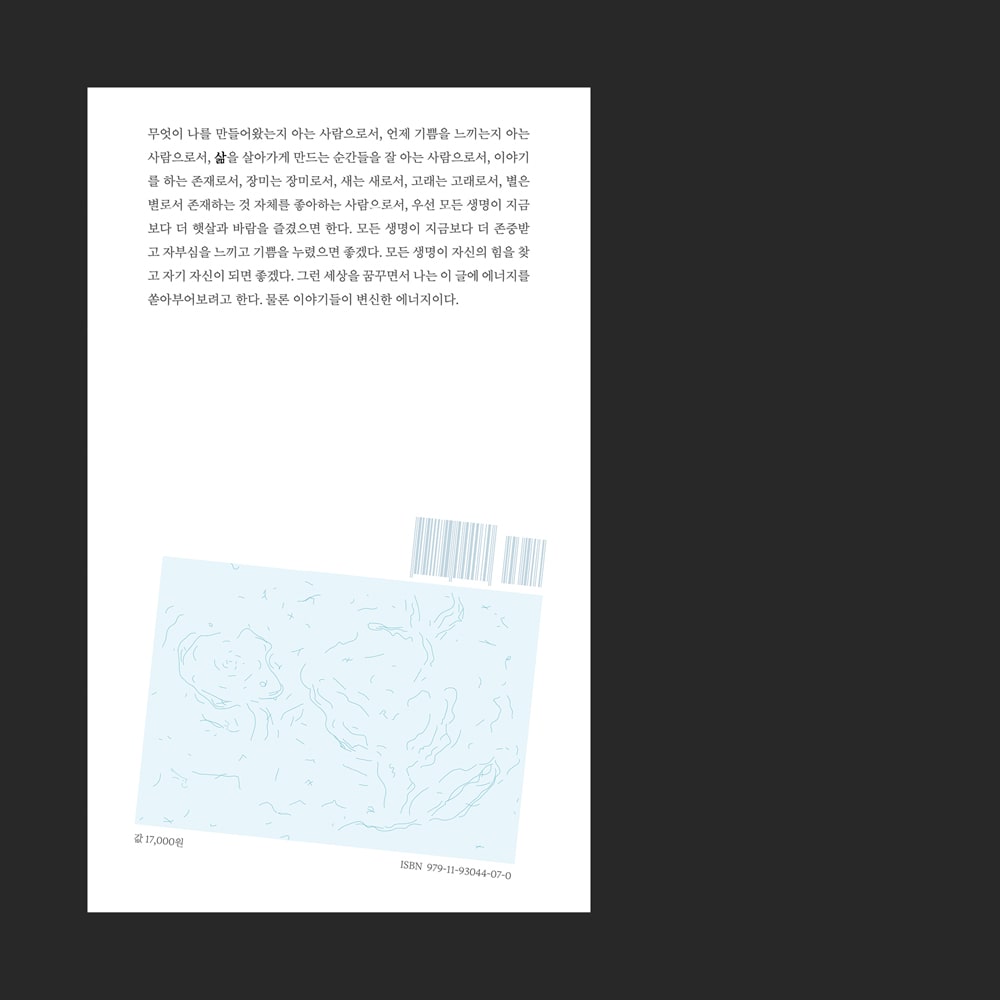 무엇이 나를 만들어왔는지 아는 사람으로서, 언제 기쁨을 느끼는지 아는
사람으로서, 삶을 살아가게 만드는 순간들을 잘 아는 사람으로서, 이야기
를 하는 존재로서, 장미는 장미로서, 새는 새로서, 고래는 고래로서, 별은
별로서 존재하는 것 자체를 좋아하는 사람으로서, 우선 모든 생명이 지금
보다 더 햇살과 바람을 즐겼으면 한다. 모든 생명이 지금보다 더 존중받
고 자부심을 느끼고 기쁨을 누렸으면 좋겠다. 모든 생명이 자신의 힘을 찾
고 자기 자신이 되면 좋겠다. 그런 세상을 꿈꾸면서 나는 이 글에 에너지를
쏟아부어보려고 한다. 물론 이야기들이 변신한 에너지이다.
값 17,000원
ISBN 979-11-93044-07-0